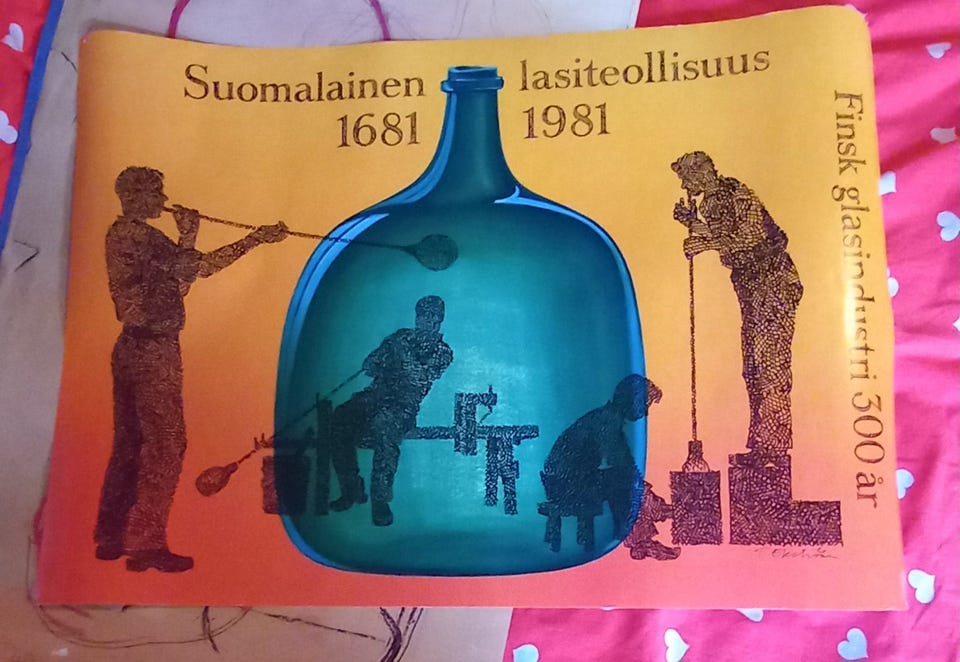 Suomalainen lasiteollisuus
1681 1981
Finsk glasindustri 300 år